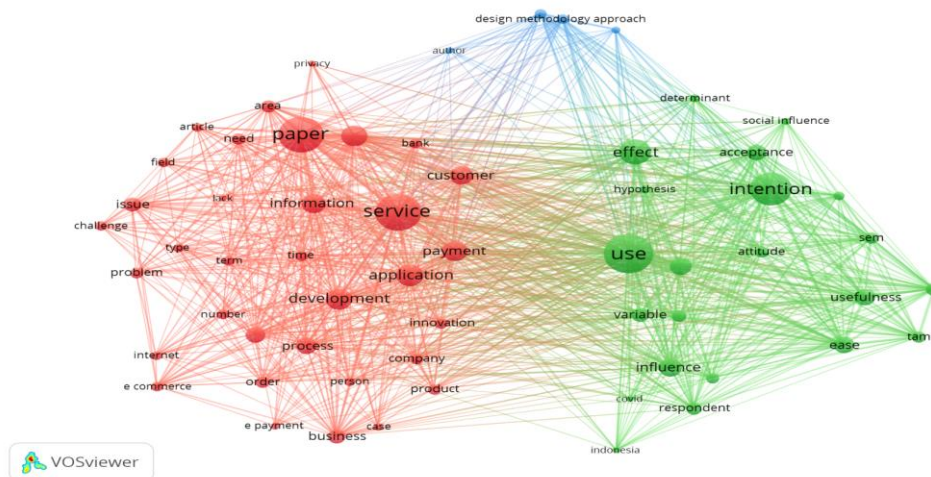 design methodology approach
author
privacy
determinant
area
social influence
article
need
paper
bank
effect
acceptance
field
customer
hypothesis
intention
lack
issue
information
service
challenge
type
term
time
payment
use
attitude
sem
problem
application
development
usefulness
number
innovation
variable
internet
process
company
influence
ease
tam
e commerce
order
person
product
covid
respondent
e payment
case
business
indonesia
VOSviewer